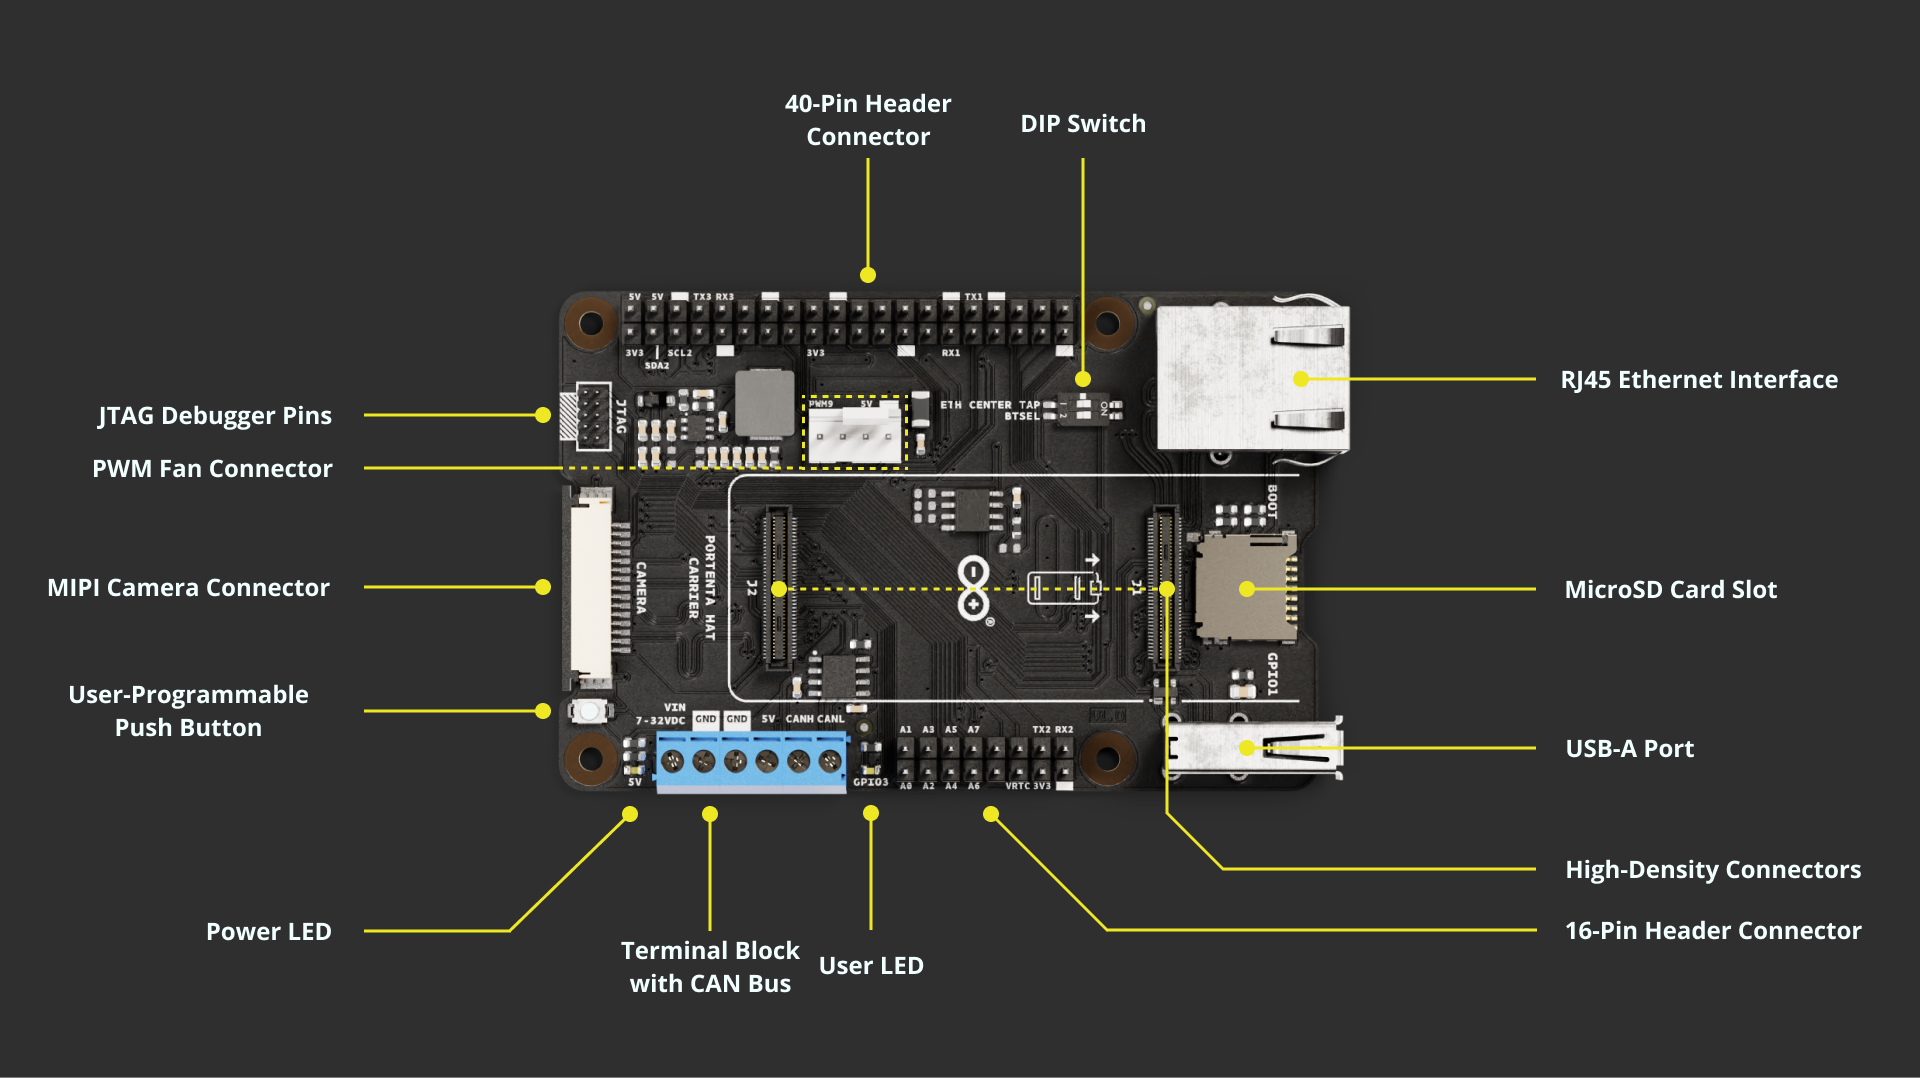 40-Pin Header
Connector
DIP Switch
5V 5V TX3 RX3 TX1
3V3 SCL2 3V3 RX1
SDA2
JTAG Debugger Pins
JTAG
PWM9 5V
ETH CENTER TAP
BTSEL
1 2
ON
RJ45 Ethernet Interface
PWM Fan Connector
BOOT
MIPI Camera Connector
CAMERA
PORTENTA HAT
CARRIER
J2
®
J1
MicroSD Card Slot
GPIO1
User-Programmable
Push Button
VIN
7-32VDC GND GND 5V CANH CANL
A1 A3 A5 A7 TX2 RX2
USB-A Port
5V
GPIO3
A0 A2 A4 A6 VRTC 3V3
High-Density Connectors
Power LED
Terminal Block
with CAN Bus
User LED
16-Pin Header Connector